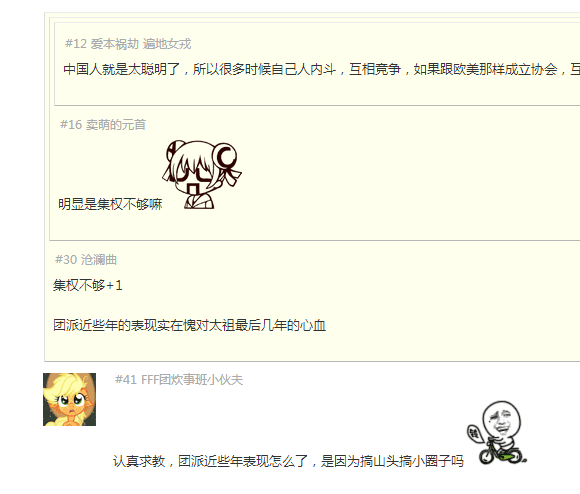 #12 爱本祸劫 遍地女戎
中国人就是太聪明了，所以很多时候自己人内斗，互相竞争，如果跟欧美那样成立协会，互
#16 卖萌的元首
明显是集权不够嘛
#30 沧澜曲
集权不够+1
团派近些年的表现实在愧对太祖最后几年的心血
#41 FFF团炊事班小伙夫
认真求教，团派近些年表现怎么了，是因为搞山头搞小圈子吗